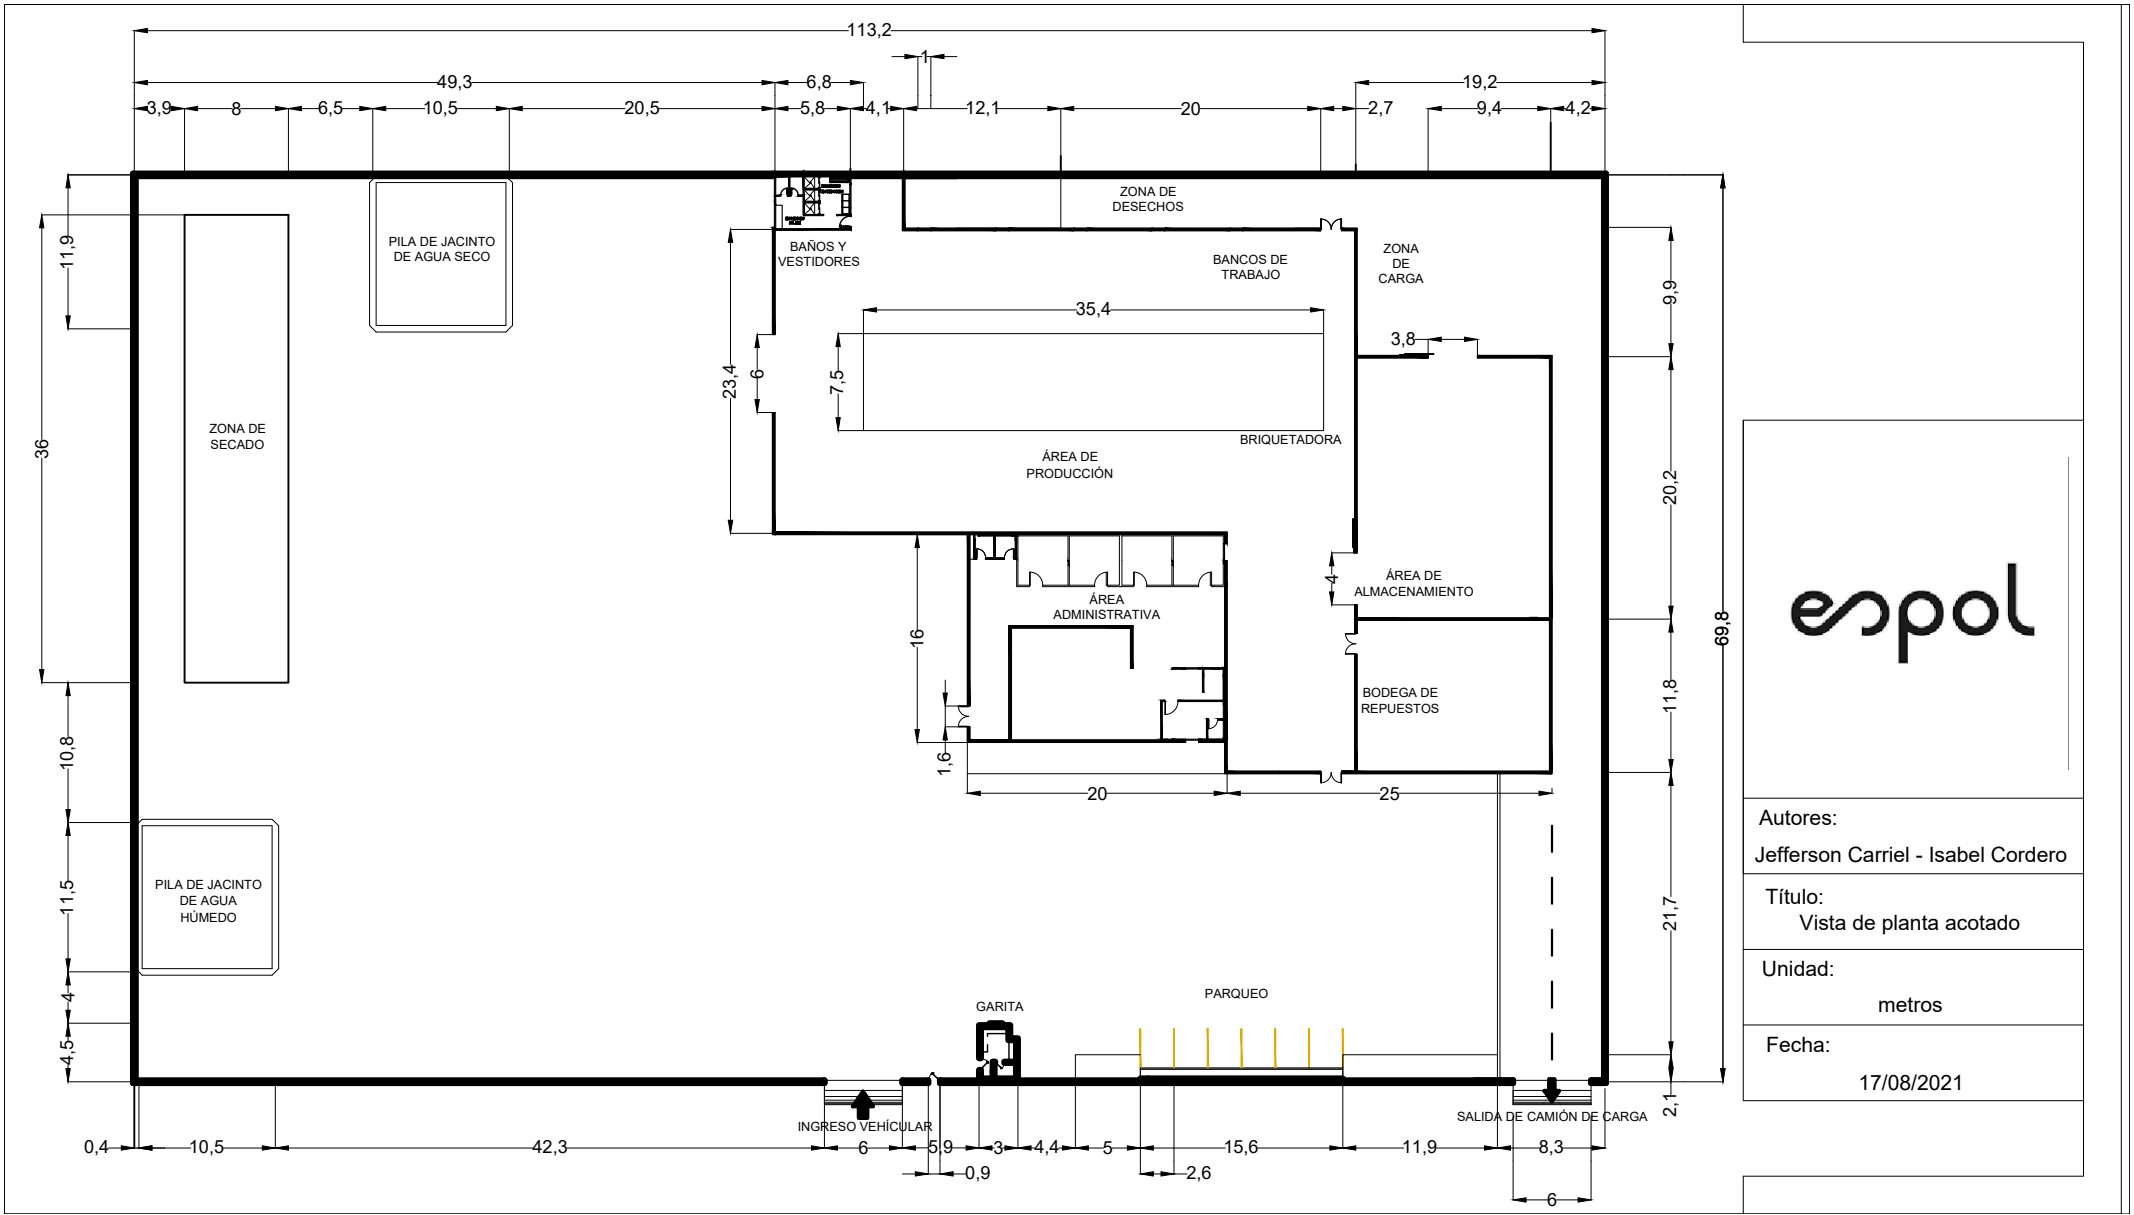 113,2
1
49,3
6,8
19,2
3,9
8
6,5
10,5
20,5
5,8
4,1
12,1
20
2,7
9,4
4,2
ZONA DE
DESECHOS
PILA DE JACINTO
DE AGUA SECO
BAÑOS Y
VESTIDORES
BANCOS DE
TRABAJO
ZONA
DE
CARGA
11,9
9,9
35,4
3,8
23,4
6
7,5
36
ZONA DE
SECADO
BRIQUETADORA
ÁREA DE
PRODUCCIÓN
20,2
4
ÁREA DE
ALMACENAMIENTO
ÁREA
ADMINISTRATIVA
16
69,8
espol
BODEGA DE
REPUESTOS
11,8
10,8
1,6
20
25
PILA DE JACINTO
DE AGUA
HÚMEDO
11,5
21,7
4
4,5
GARITA
PARQUEO
2,1
INGRESO VEHÍCULAR
SALIDA DE CAMIÓN DE CARGA
0,4
10,5
42,3
6
5,9
3
4,4
5
15,6
11,9
8,3
0,9
2,6
6
Autores:
Jefferson Carriel - Isabel Cordero
Título:
Vista de planta acotado
Unidad:
metros
Fecha:
17/08/2021